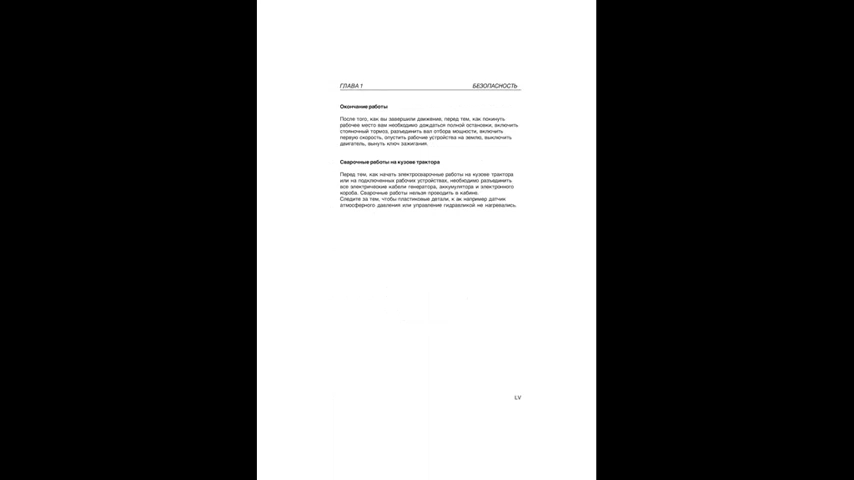 ГЛАВА 1 БЕЗОПАСНОСТЬ
Окончание работы
После того, как вы завершили движение, перед тем, как покинуть
рабочее место вам необходимо дождаться полной остановки, включить
стояночный тормоз, разъединить вал отбора мощности, включить
первую скорость, опустить рабочие устройства на землю, выключить
двигатель, вынуть ключ зажигания.
Сварочные работы на кузове трактора
Перед тем, как начать электросварочные работы на кузове трактора
или на подключенных рабочих устройствах, необходимо разъединить
все электрические кабели генератора, аккумулятора и электронного
короба. Сварочные работы нельзя проводить в кабине.
Следите за тем, чтобы пластиковые детали, к ак например датчик
атмосферного давления или управление гидравликой не нагревались.
LV